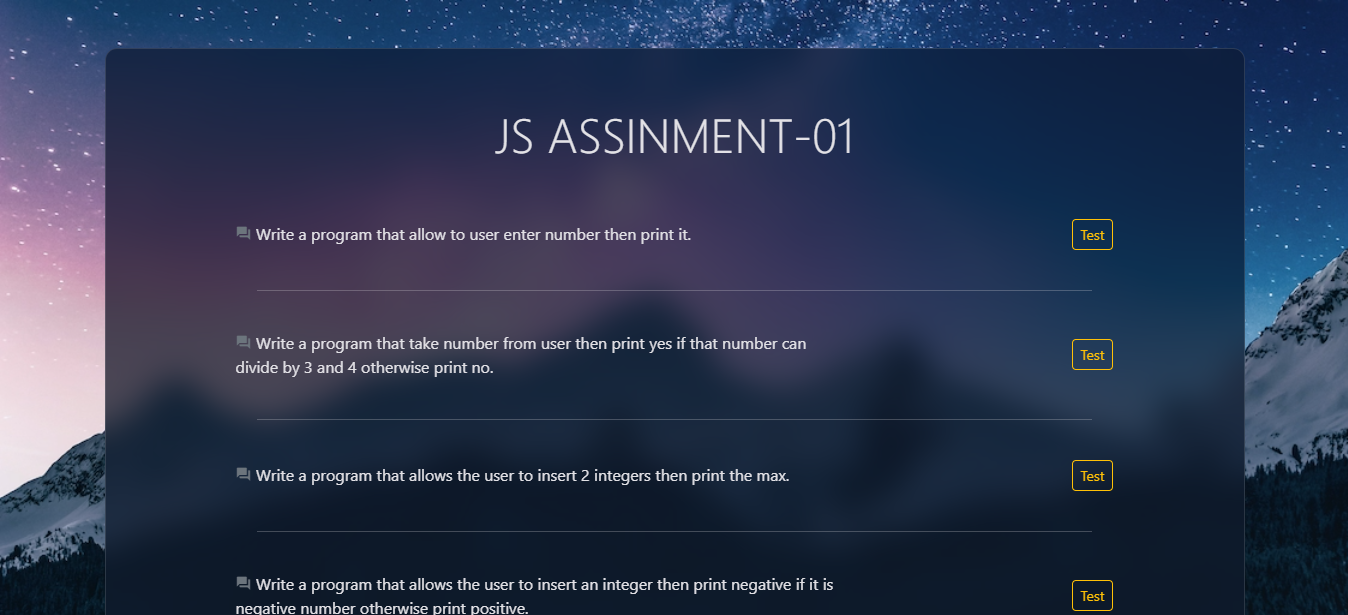 JS ASSINMENT-01
Write a program that allow to user enter number then print it.
Test
Write a program that take number from user then print yes if that number can
divide by 3 and 4 otherwise print no.
Test
Write a program that allows the user to insert 2 integers then print the max.
Test
Write a program that allows the user to insert an integer then print negative if it is
negative number otherwise print positive.
Test